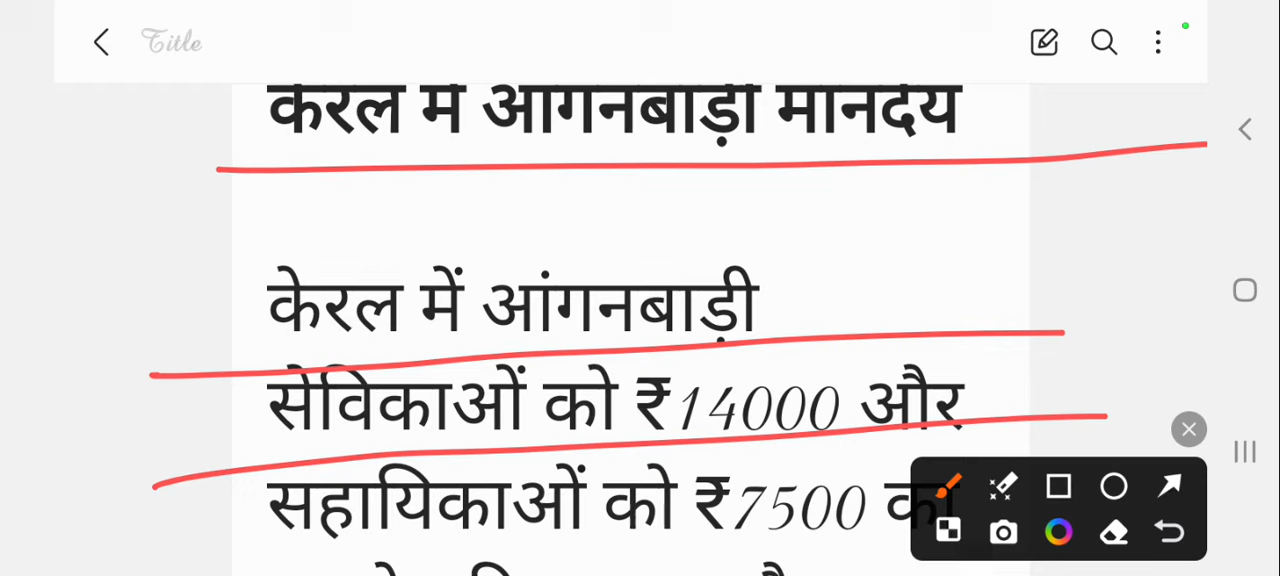 Title
केरल में आंगनबाड़ी मानदेय
केरल में आंगनबाड़ी
सेविकाओं को ₹14000 और
सहायिकाओं को ₹7500 का